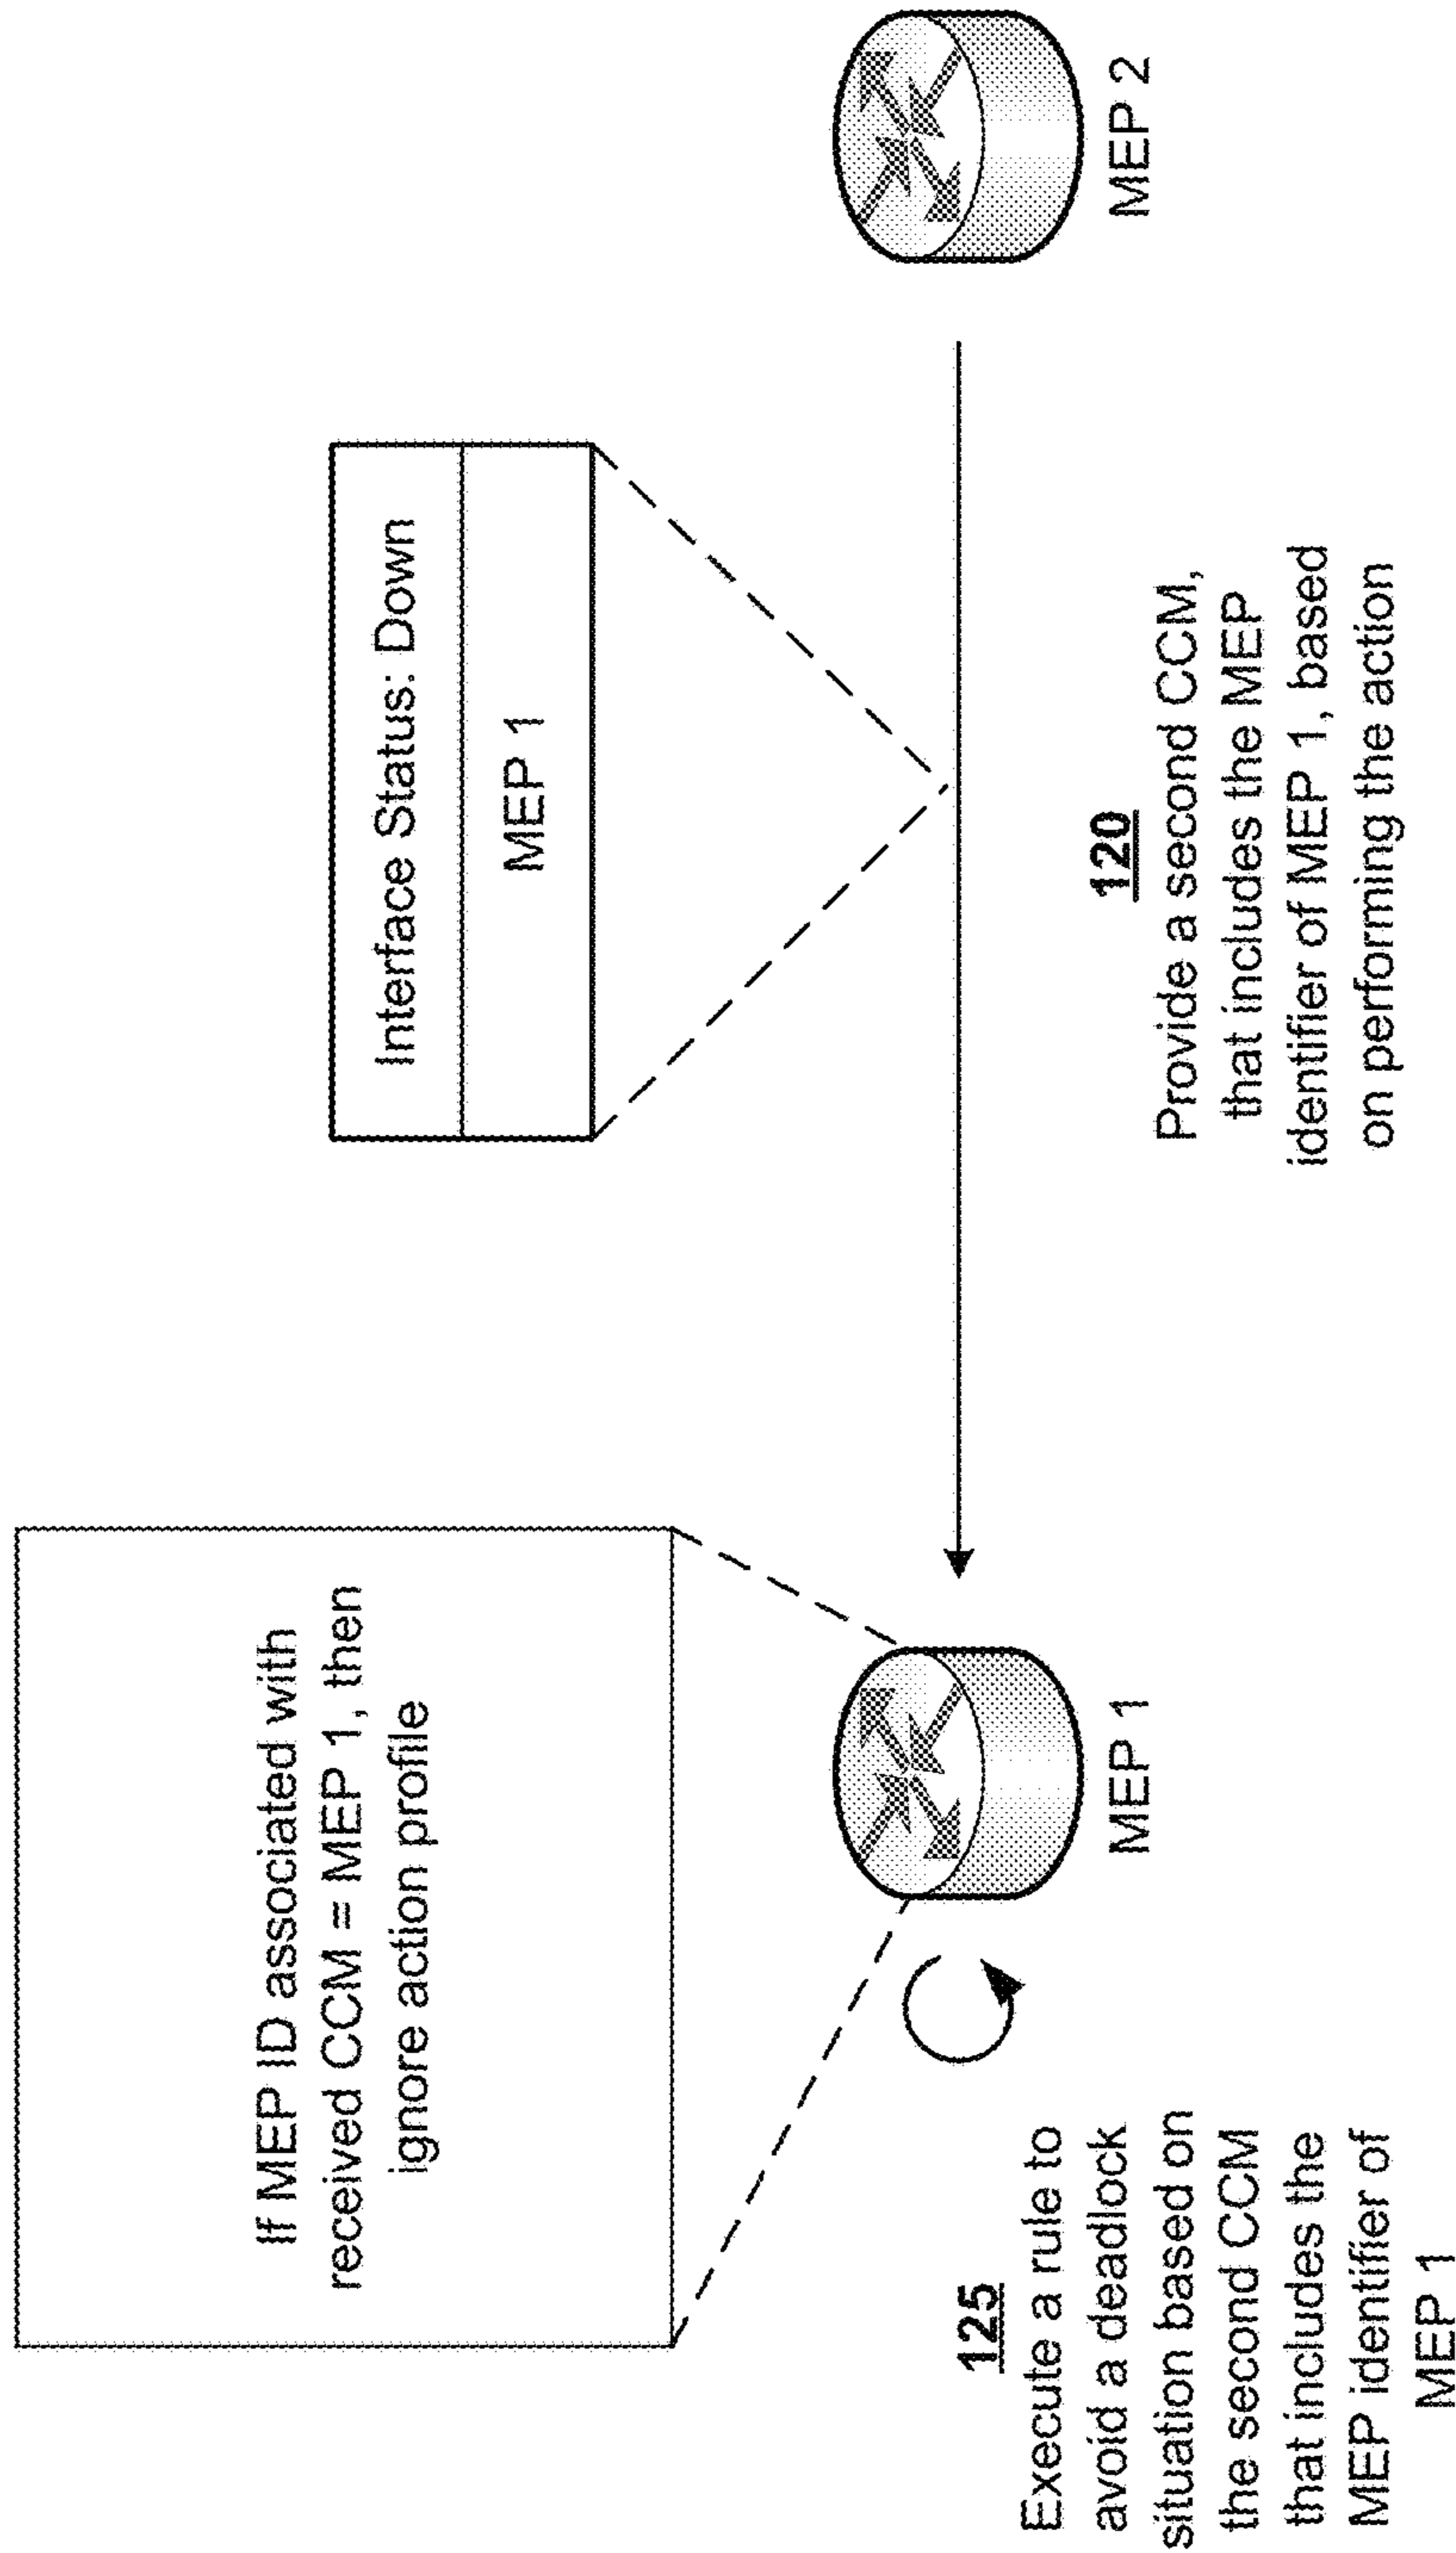 If MEP ID associated with
received CCM = MEP 1, then
ignore action profile
Interface Status: Down
MEP 1
MEP 1
MEP 2
125
Execute a rule to
avoid a deadlock
situation based on
the second CCM
that includes the
MEP identifier of
MEP 1
120
Provide a second CCM,
that includes the MEP
identifier of MEP 1, based
on performing the action